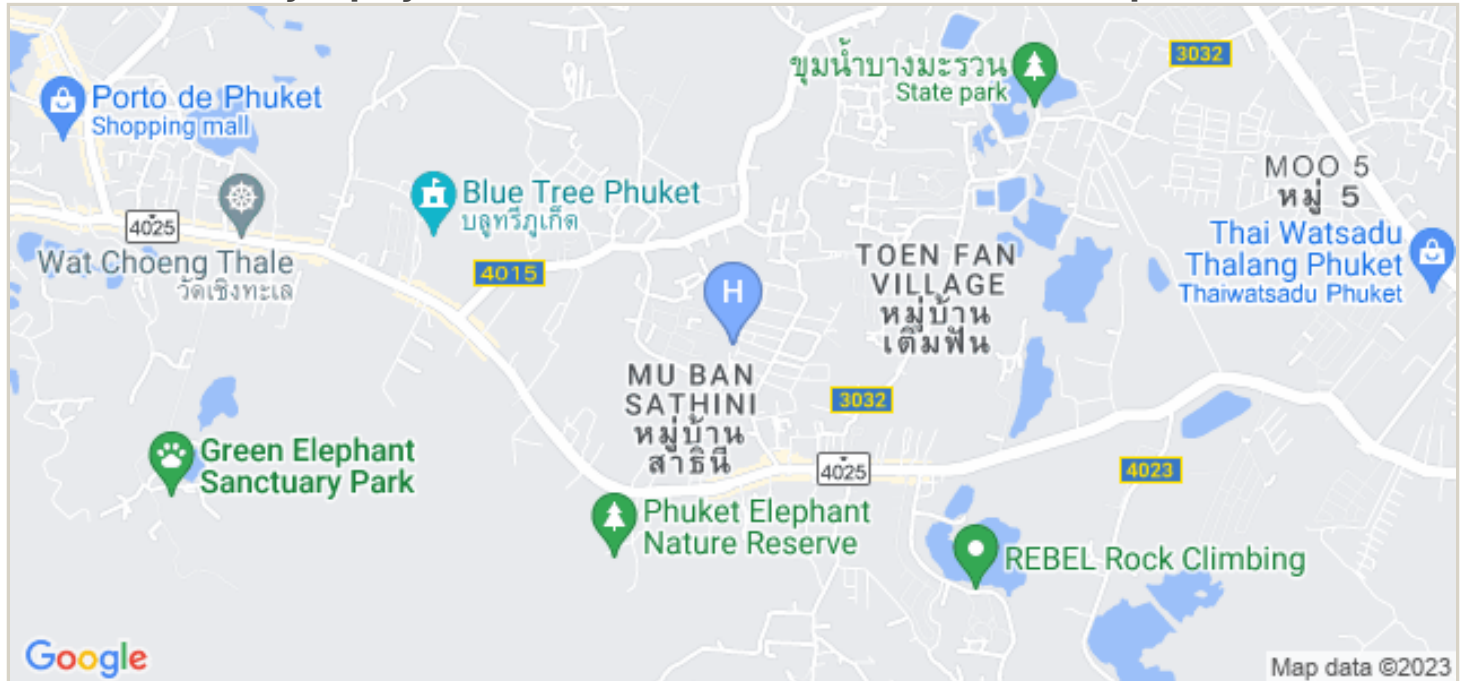 ขุมน้ำบางมะรวน
State park
3032
Porto de Phuket
Shopping mall
MOO 5
หมู่ 5
Blue Tree Phuket
บลูทรีภูเก็ต
4025
Wat Choeng Thale
วัดเชิงทะเล
4015
H
TOEN FAN
VILLAGE
หมู่บ้าน
เติมฟัน
Thai Watsadu
Thalang Phuket
Thaiwatsadu Phuket
MU BAN
SATHINI
หมู่บ้าน
สาธินี
3032
Green Elephant
Sanctuary Park
4025
4023
Phuket Elephant
Nature Reserve
REBEL Rock Climbing
Google
Map data ©2023